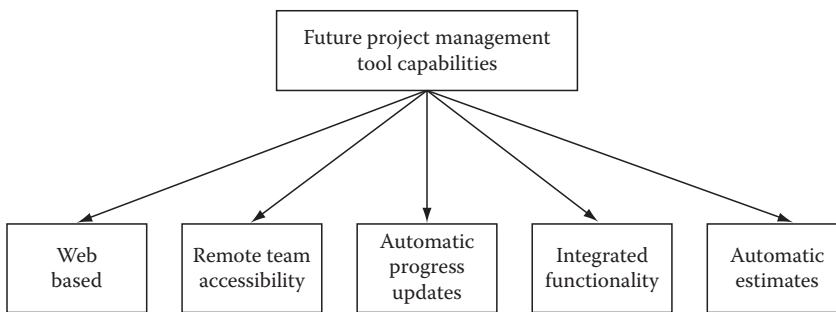 Future project management
tool capabilities
Web
based
Remote team
accessibility
Automatic
progress
updates
Integrated
functionality
Automatic
estimates